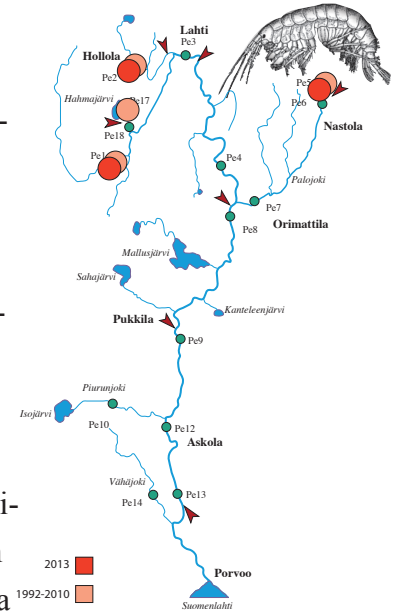 Lahti
Pe3
Hollola
Pe2
Hahmajärvi
Pe17
Pe18
Pe1
Pe5
Pe6
Nastola
Pe4
Palojoki
Pe7
Orimattila
Pe8
Mallusjärvi
Sahajärvi
Kanteleenjärvi
Pukkila
Pe9
Piurunjoki
Isojärvi
Pe10
Pe12
Askola
Vähäjoki
Pe14
Pe13
i-
2013
1992-2010
a
Porvoo
Suomenlahti